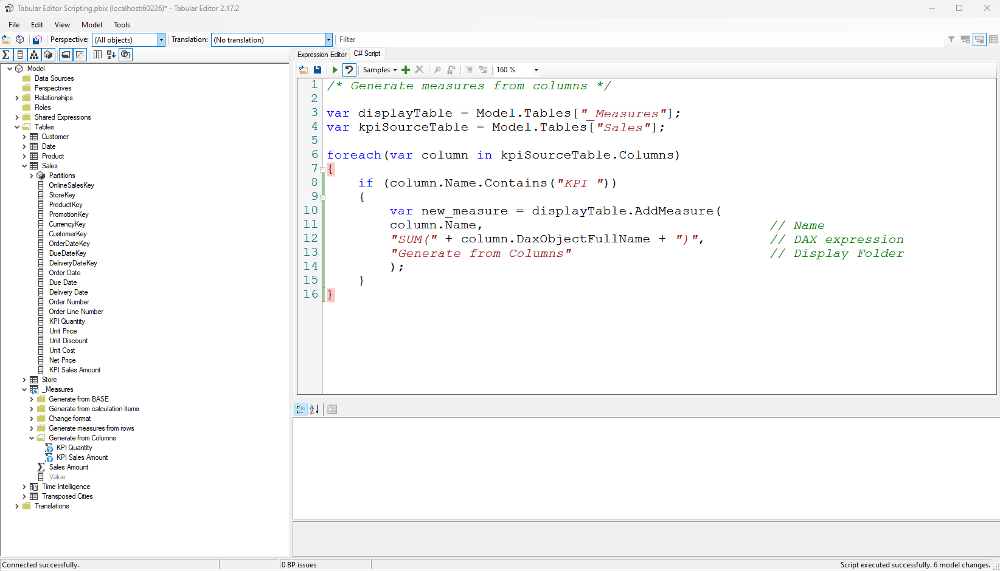 Tabular Editor Scripting.pbix (localhost:60226)* - Tabular Editor 2.17.2
File Edit View Model Tools
Perspective: (All objects) Translation: (No translation) Filter
Expression Editor C# Script
Samples 160 %
Model
Data Sources
Perspectives
Relationships
Roles
Shared Expressions
Tables
Customer
Date
Product
Sales
Partitions
OnlineSalesKey
StoreKey
ProductKey
PromotionKey
CurrencyKey
CustomerKey
OrderDateKey
DueDateKey
DeliveryDateKey
Order Date
Due Date
Delivery Date
Order Number
Order Line Number
KPI Quantity
Unit Price
Unit Discount
Unit Cost
Net Price
KPI Sales Amount
Store
_Measures
Generate from BASE
Generate from calculation items
Change format
Generate measures from rows
Generate from Columns
KPI Quantity
KPI Sales Amount
Sales Amount
Value
Time Intelligence
Transposed Cities
Translations
1 /* Generate measures from columns */
2
3 var displayTable = Model.Tables["_Measures"];
4 var kpiSourceTable = Model.Tables["Sales"];
5
6 foreach(var column in kpiSourceTable.Columns)
7 {
8 if (column.Name.Contains("KPI "))
9 {
10 var new_measure = displayTable.AddMeasure(
11 column.Name, // Name
12 "SUM(" + column.DaxObjectFullName + ")", // DAX expression
13 "Generate from Columns" // Display Folder
14 );
15 }
16 }
Connected successfully. 0 BP issues Script executed successfully. 6 model changes.